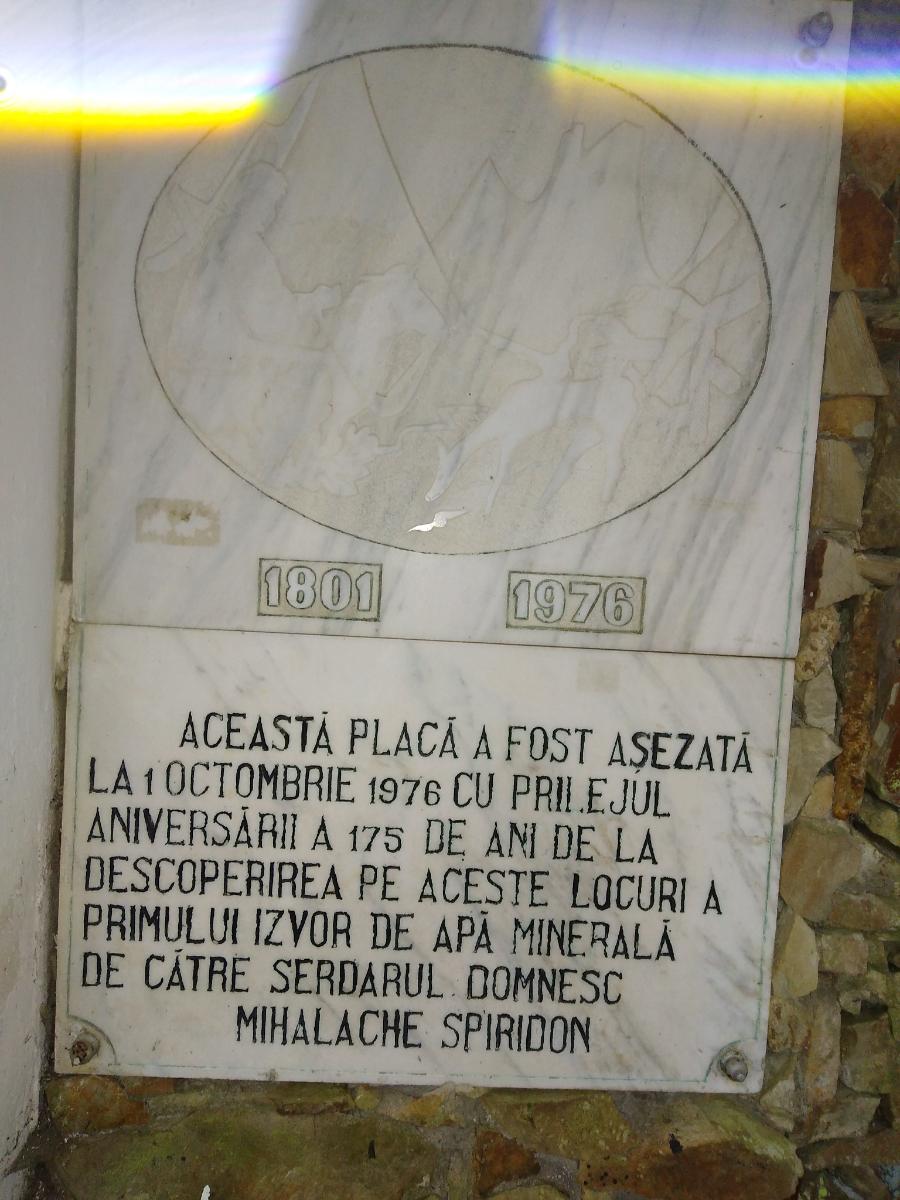 1801 1976
ACEASTĂ PLACĂ A FOST AȘEZATĂ
LA 1 OCTOMBRIE 1976 CU PRILEJUL
ANIVERSĂRII A 175 DE ANI DE LA
DESCOPERIREA PE ACESTE LOCURI A
PRIMULUI IZVOR DE APĂ MINERALĂ
DE CĂTRE SERDARUL DOMNESC
MIHALACHE SPIRIDON